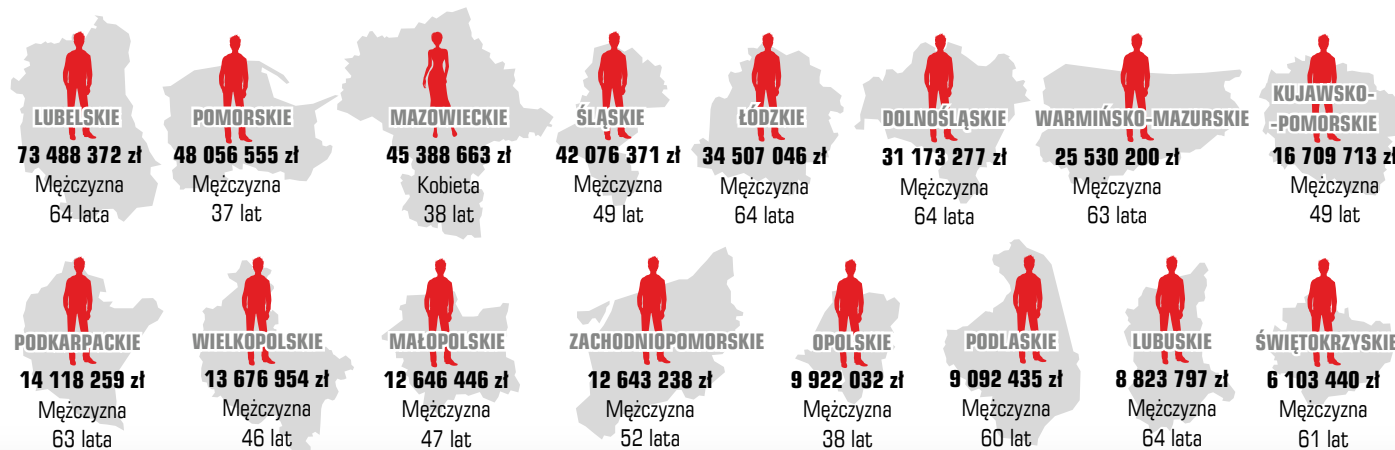 LUBELSKIE
73 488 372 zł
Mężczyzna
64 lata
POMORSKIE
48 056 555 zł
Mężczyzna
37 lat
MAZOWIECKIE
45 388 663 zł
Kobieta
38 lat
ŚLĄSKIE
42 076 371 zł
Mężczyzna
49 lat
ŁÓDZKIE
34 507 046 zł
Mężczyzna
64 lata
DOLNOŚLĄSKIE
31 173 277 zł
Mężczyzna
64 lata
WARMIŃSKO-MAZURSKIE
25 530 200 zł
Mężczyzna
63 lata
KUJAWSKO-
-POMORSKIE
16 709 713 zł
Mężczyzna
49 lat
PODKARPACKIE
14 118 259 zł
Mężczyzna
63 lata
WIELKOPOLSKIE
13 676 954 zł
Mężczyzna
46 lat
MAŁOPOLSKIE
12 646 446 zł
Mężczyzna
47 lat
ZACHODNIOPOMORSKIE
12 643 238 zł
Mężczyzna
52 lata
OPOLSKIE
9 922 032 zł
Mężczyzna
38 lat
PODLASKIE
9 092 435 zł
Mężczyzna
60 lat
LUBUSKIE
8 823 797 zł
Mężczyzna
64 lata
ŚWIĘTOKRZYSKIE
6 103 440 zł
Mężczyzna
61 lat